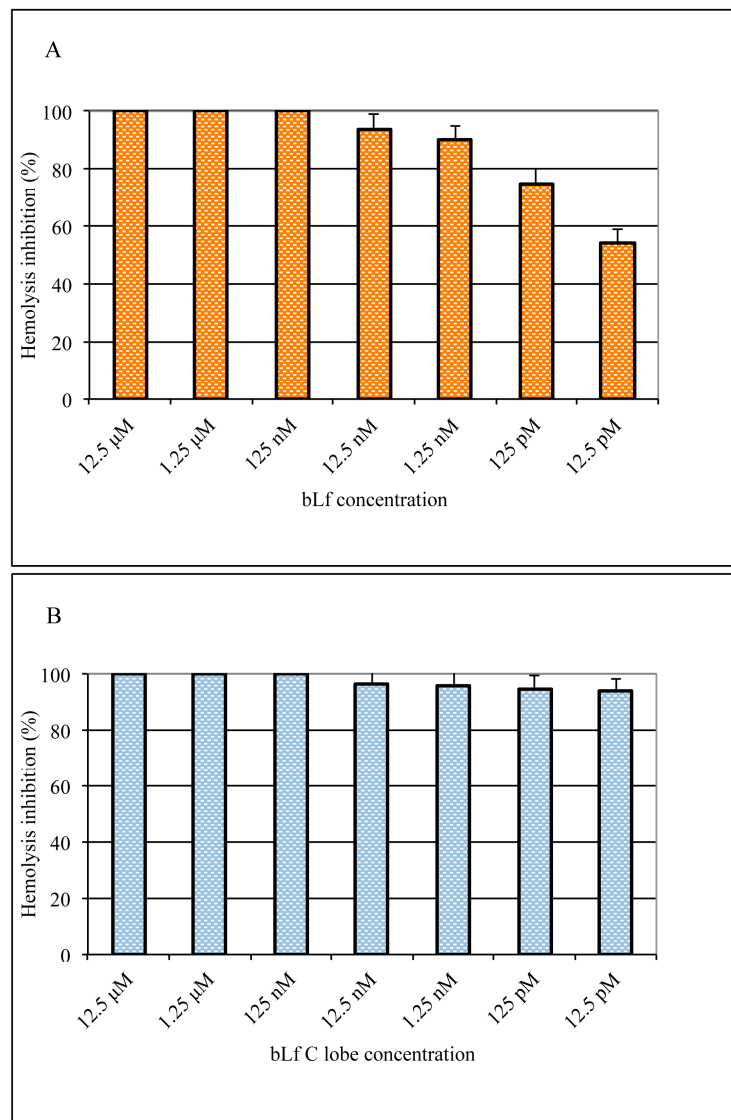 A
Hemolysis inhibition (%)
100
80
60
40
20
0
12.5 µM
1.25 µM
125 nM
12.5 nM
1.25 nM
125 pM
12.5 pM
bLf concentration
B
Hemolysis inhibition (%)
100
80
60
40
20
0
12.5 µM
1.25 µM
125 nM
12.5 nM
1.25 nM
125 pM
12.5 pM
bLf C lobe concentration